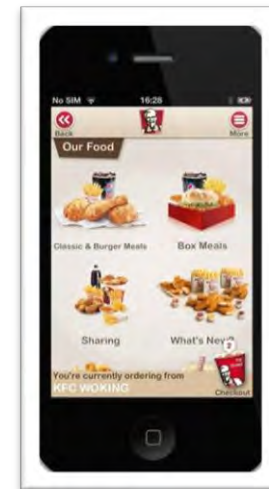 No SIM 16:26
Back
More
Our Food
Classic & Burger Meals
Box Meals
Sharing
What's New?
2
You're currently ordering from
KFC WOKING
Checkout